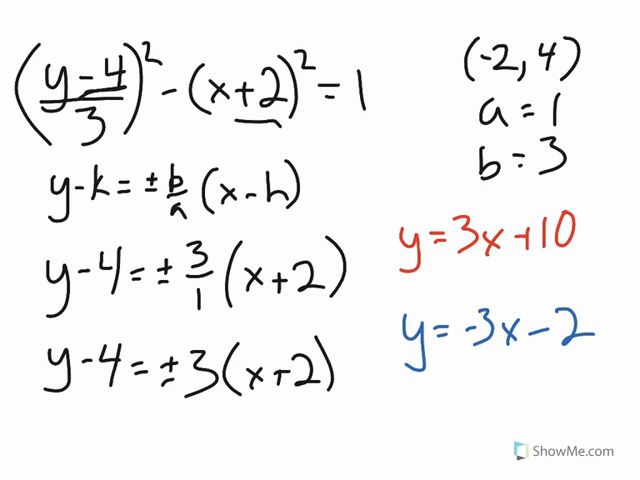 ((y-4)/3)² - (x+2)² = 1
y-k = ± b/a (x-h)
y-4 = ± 3/1 (x+2)
y-4 = ± 3(x+2)
(-2, 4)
a = 1
b = 3
y = 3x+10
y = -3x-2
ShowMe.com